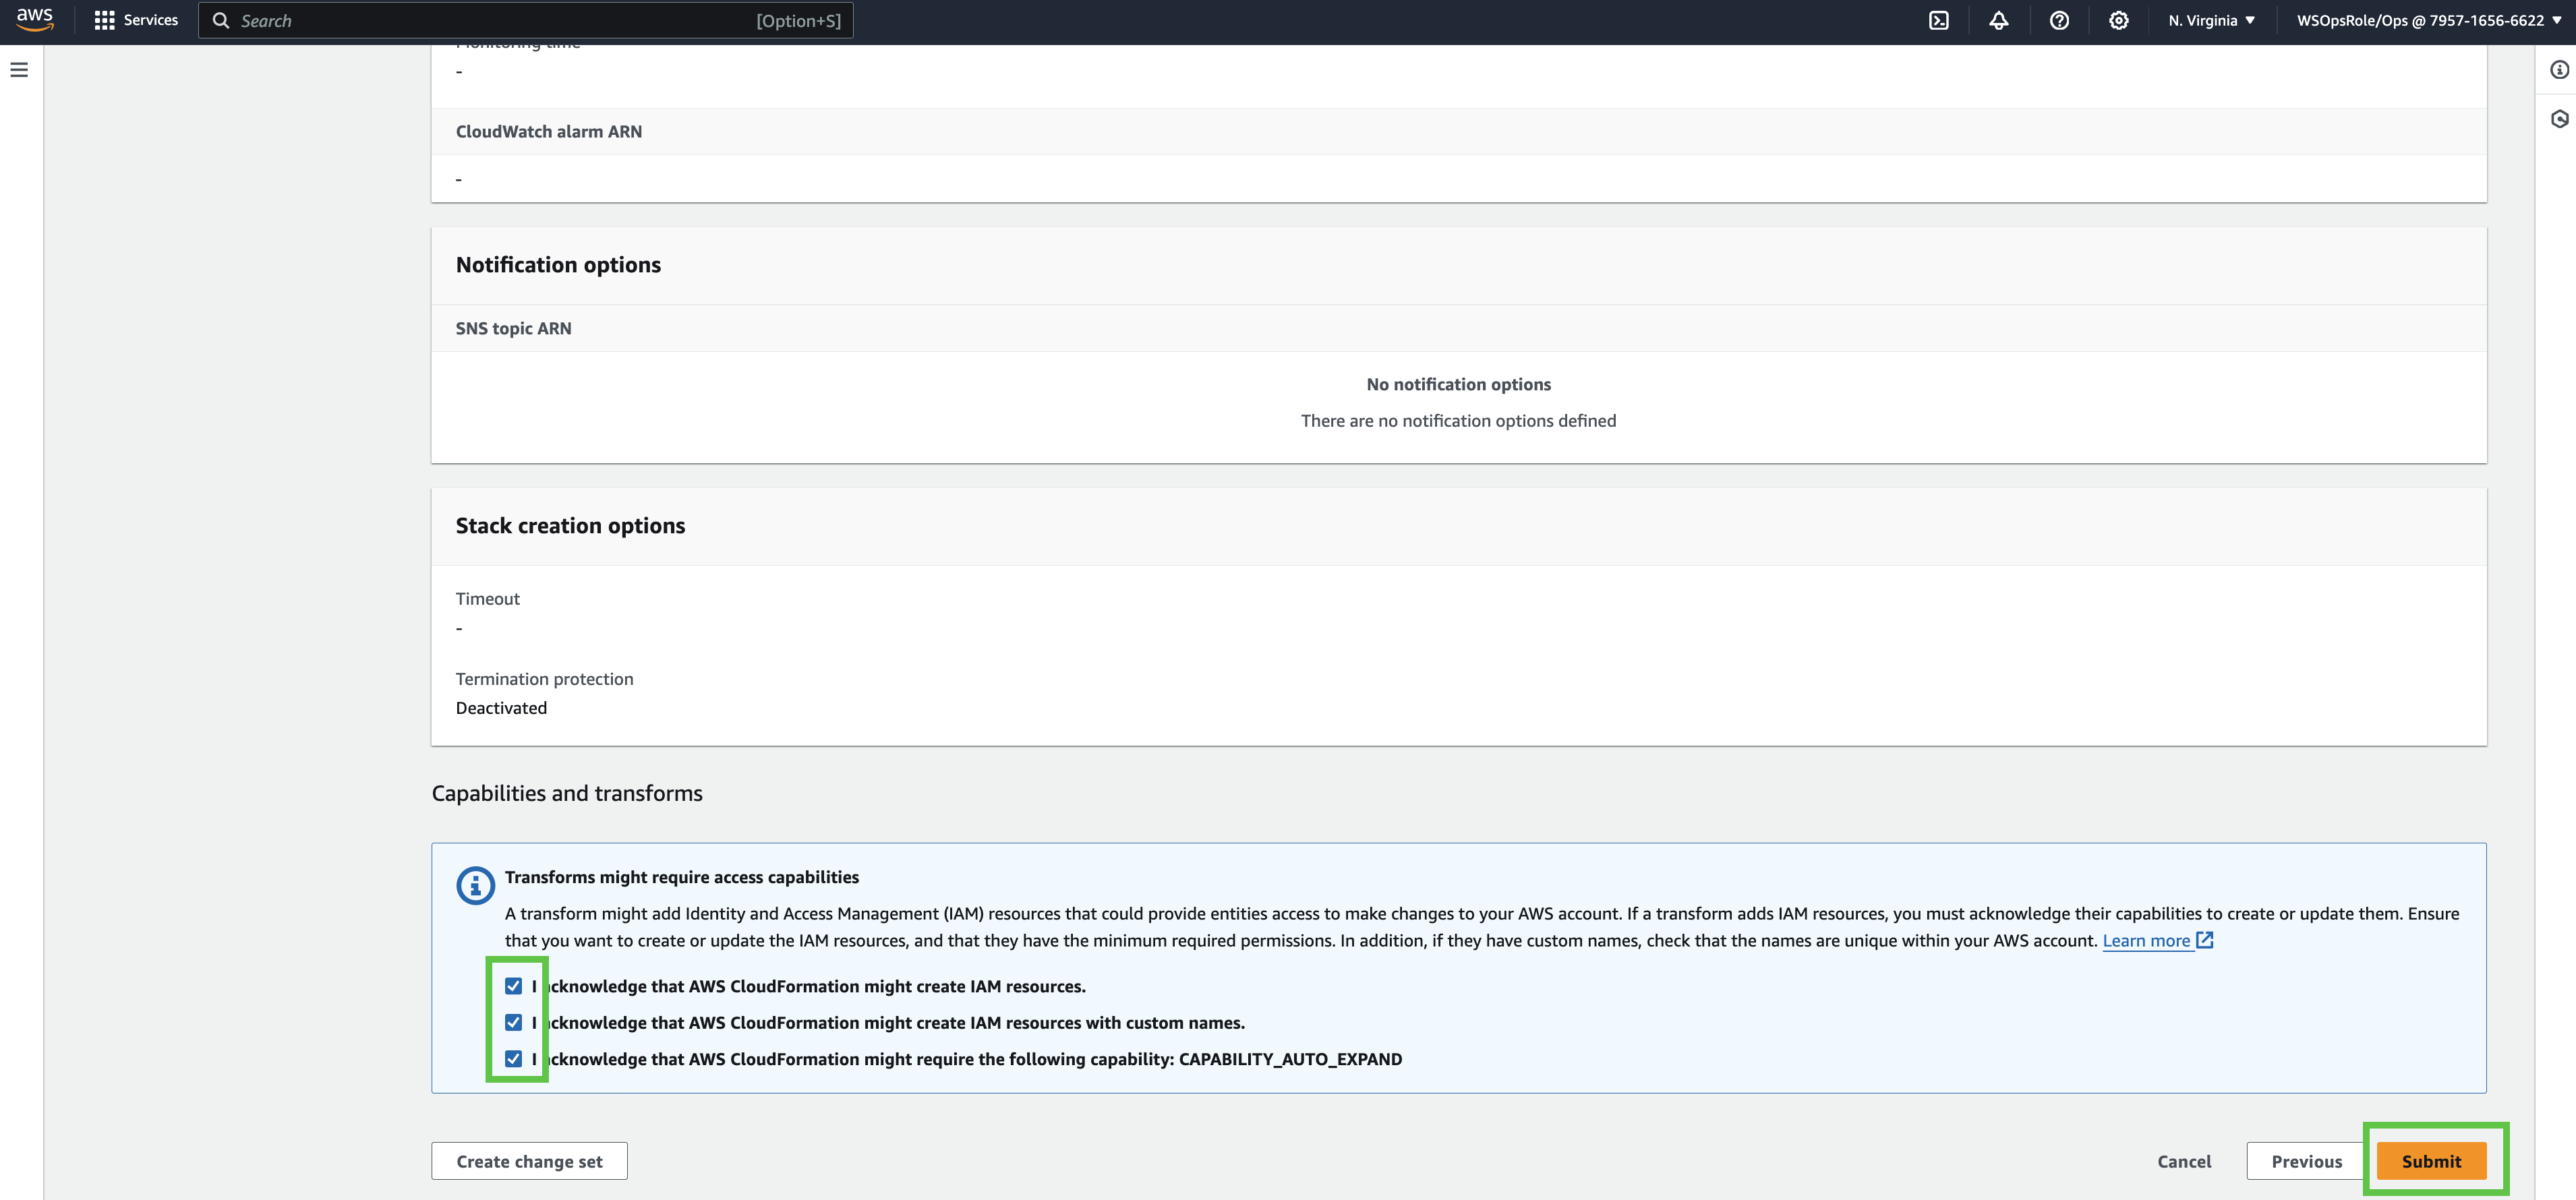 aws
Services
Search
[Option+S]
N. Virginia
WSOpsRole/Ops @ 7957-1656-6622
Monitoring time
-
CloudWatch alarm ARN
-
Notification options
SNS topic ARN
No notification options
There are no notification options defined
Stack creation options
Timeout
-
Termination protection
Deactivated
Capabilities and transforms
Transforms might require access capabilities
A transform might add Identity and Access Management (IAM) resources that could provide entities access to make changes to your AWS account. If a transform adds IAM resources, you must acknowledge their capabilities to create or update them. Ensure
that you want to create or update the IAM resources, and that they have the minimum required permissions. In addition, if they have custom names, check that the names are unique within your AWS account. Learn more
I acknowledge that AWS CloudFormation might create IAM resources.
I acknowledge that AWS CloudFormation might create IAM resources with custom names.
I acknowledge that AWS CloudFormation might require the following capability: CAPABILITY_AUTO_EXPAND
Create change set
Cancel
Previous
Submit